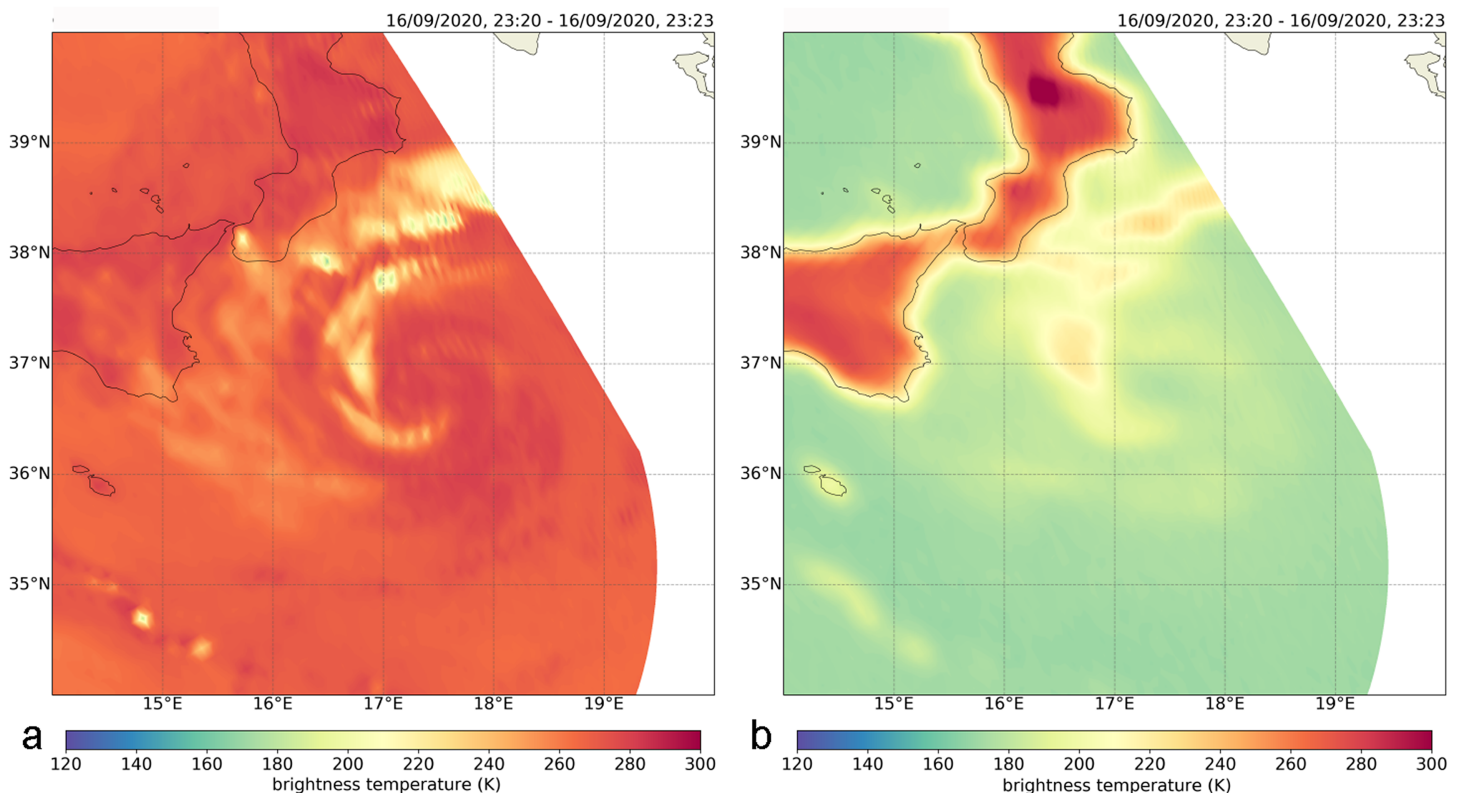 16/09/2020, 23:20 - 16/09/2020, 23:23
39°N
38°N
37°N
36°N
35°N
15°E 16°E 17°E 18°E 19°E
a
120 140 160 180 200 220 240 260 280 300
brightness temperature (K)
16/09/2020, 23:20 - 16/09/2020, 23:23
39°N
38°N
37°N
36°N
35°N
15°E 16°E 17°E 18°E 19°E
b
120 140 160 180 200 220 240 260 280 300
brightness temperature (K)